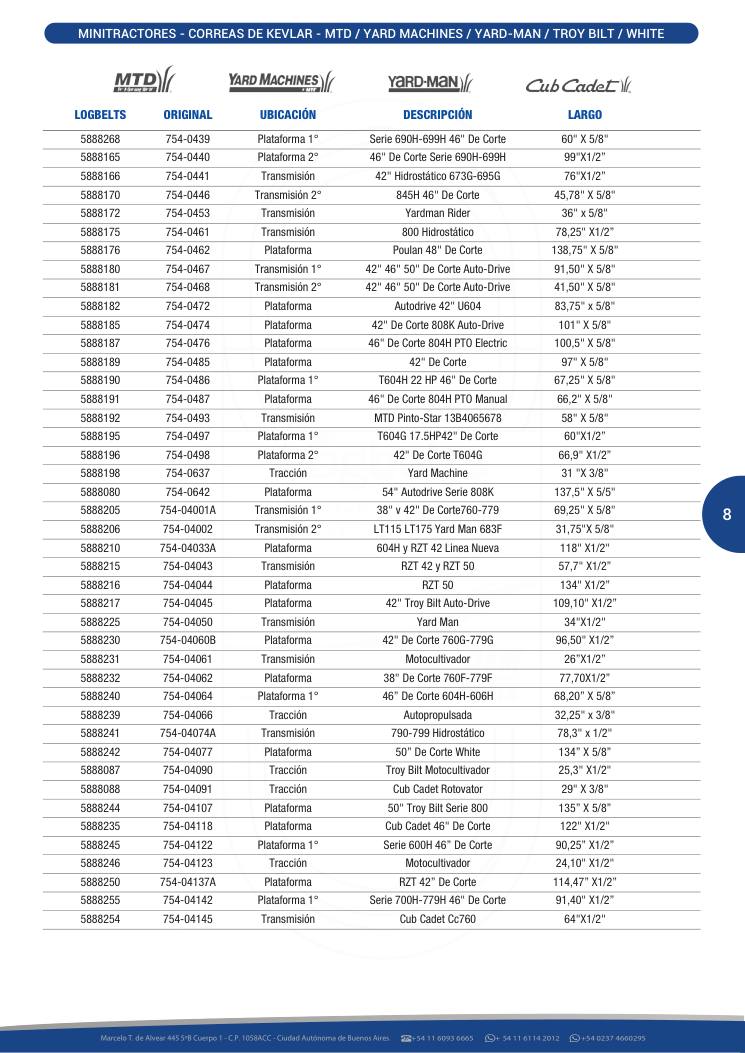 MINITRACTORES - CORREAS DE KEVLAR - MTD / YARD MACHINES / YARD-MAN / TROY BILT / WHITE
MTD YARD MACHINES YARD-MAN Cub Cadet
LOGBELTS ORIGINAL UBICACIÓN DESCRIPCIÓN LARGO
5888268 754-0439 Plataforma 1° Serie 690H-699H 46" De Corte 60" X 5/8"
5888165 754-0440 Plataforma 2° 46" De Corte Serie 690H-699H 99"X1/2”
5888166 754-0441 Transmisión 42" Hidrostático 673G-695G 76"X1/2”
5888170 754-0446 Transmisión 2° 845H 46" De Corte 45,78" X 5/8"
5888172 754-0453 Transmisión Yardman Rider 36" x 5/8"
5888175 754-0461 Transmisión 800 Hidrostático 78,25" X1/2”
5888176 754-0462 Plataforma Poulan 48" De Corte 138,75" X 5/8"
5888180 754-0467 Transmisión 1° 42" 46" 50" De Corte Auto-Drive 91,50" X 5/8"
5888181 754-0468 Transmisión 2° 42" 46" 50" De Corte Auto-Drive 41,50" X 5/8"
5888182 754-0472 Plataforma Autodrive 42" U604 83,75" x 5/8"
5888185 754-0474 Plataforma 42" De Corte 808K Auto-Drive 101" X 5/8"
5888187 754-0476 Plataforma 46" De Corte 804H PTO Electric 100,5" X 5/8"
5888189 754-0485 Plataforma 42" De Corte 97" X 5/8"
5888190 754-0486 Plataforma 1° T604H 22 HP 46" De Corte 67,25" X 5/8"
5888191 754-0487 Plataforma 46" De Corte 804H PTO Manual 66,2" X 5/8"
5888192 754-0493 Transmisión MTD Pinto-Star 13B4065678 58" X 5/8"
5888195 754-0497 Plataforma 1° T604G 17.5HP42" De Corte 60"X1/2”
5888196 754-0498 Plataforma 2° 42" De Corte T604G 66,9" X1/2”
5888198 754-0637 Tracción Yard Machine 31 "X 3/8"
5888080 754-0642 Plataforma 54" Autodrive Serie 808K 137,5" X 5/5"
5888205 754-04001A Transmisión 1° 38" v 42" De Corte760-779 69,25" X 5/8"
5888206 754-04002 Transmisión 2° LT115 LT175 Yard Man 683F 31,75"X 5/8"
5888210 754-04033A Plataforma 604H y RZT 42 Linea Nueva 118" X1/2”
5888215 754-04043 Transmisión RZT 42 y RZT 50 57,7" X1/2”
5888216 754-04044 Plataforma RZT 50 134" X1/2”
5888217 754-04045 Plataforma 42" Troy Bilt Auto-Drive 109,10" X1/2”
5888225 754-04050 Transmisión Yard Man 34"X1/2”
5888230 754-04060B Plataforma 42" De Corte 760G-779G 96,50" X1/2”
5888231 754-04061 Transmisión Motocultivador 26"X1/2”
5888232 754-04062 Plataforma 38" De Corte 760F-779F 77,70X1/2”
5888240 754-04064 Plataforma 1° 46” De Corte 604H-606H 68,20” X 5/8”
5888239 754-04066 Tracción Autopropulsada 32,25" x 3/8"
5888241 754-04074A Transmisión 790-799 Hidrostático 78,3" x 1/2"
5888242 754-04077 Plataforma 50” De Corte White 134” X 5/8”
5888087 754-04090 Tracción Troy Bilt Motocultivador 25,3" X1/2”
5888088 754-04091 Tracción Cub Cadet Rotovator 29" X 3/8"
5888244 754-04107 Plataforma 50" Troy Bilt Serie 800 135” X 5/8”
5888235 754-04118 Plataforma Cub Cadet 46" De Corte 122" X1/2”
5888245 754-04122 Plataforma 1° Serie 600H 46” De Corte 90,25” X1/2”
5888246 754-04123 Tracción Motocultivador 24,10" X1/2”
5888250 754-04137A Plataforma RZT 42” De Corte 114,47” X1/2”
5888255 754-04142 Plataforma 1° Serie 700H-779H 46" De Corte 91,40" X1/2”
5888254 754-04145 Transmisión Cub Cadet Cc760 64"X1/2”
8
Marcelo T. de Alvear 445 5ºB Cuerpo 1 - C.P. 1058ACC - Ciudad Autónoma de Buenos Aires +54 11 6093 6665 + 54 11 6114 2012 +54 0237 4660295